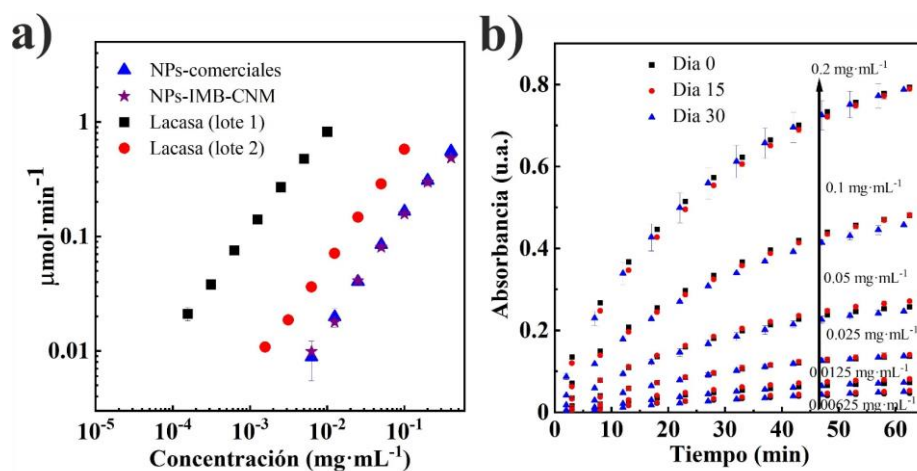 a)
NPs-comerciales
NPs-IMB-CNM
Lacasa (lote 1)
Lacasa (lote 2)
μmol·min⁻¹
1
0.1
0.01
10⁻⁵ 10⁻⁴ 10⁻³ 10⁻² 10⁻¹
Concentración (mg·mL⁻¹)
b)
Dia 0
Dia 15
Dia 30
0.2 mg·mL⁻¹
0.1 mg·mL⁻¹
0.05 mg·mL⁻¹
0.025 mg·mL⁻¹
0.0125 mg·mL⁻¹
0.00625 mg·mL⁻¹
Absorbancia (u.a.)
0.8
0.6
0.4
0.2
0
0 10 20 30 40 50 60
Tiempo (min)